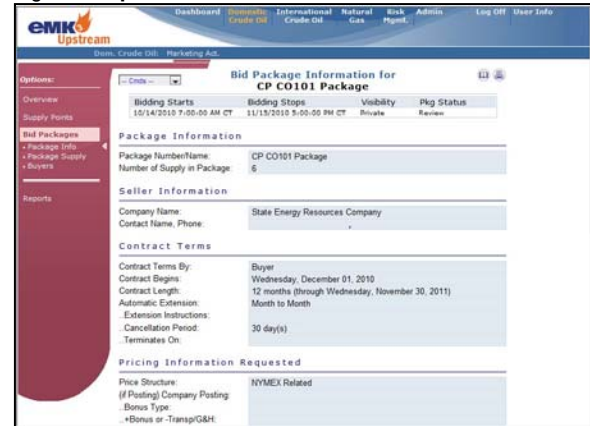 eMK
Upstream
Dashboard Domestic Crude Oil International Crude Oil Natural Gas Risk Mgmt. Admin Log Off User Info
Dom. Crude Oil: Marketing Act.
Options:
Overview
Supply Points
Bid Packages
Package Info
Package Supply
Buyers
Reports
-- Cmds --
Bid Package Information for
CP CO101 Package
Bidding Starts Bidding Stops Visibility Pkg Status
10/14/2010 7:00:00 AM CT 11/15/2010 5:00:00 PM CT Private Review
Package Information
Package Number/Name: CP CO101 Package
Number of Supply in Package: 6
Seller Information
Company Name: State Energy Resources Company
Contact Name, Phone: ,
Contract Terms
Contract Terms By: Buyer
Contract Begins: Wednesday, December 01, 2010
Contract Length: 12 months (through Wednesday, November 30, 2011)
Automatic Extension: Month to Month
..Extension Instructions:
..Cancellation Period: 30 day(s)
..Terminates On:
Pricing Information Requested
Price Structure: NYMEX Related
(if Posting) Company Posting:
..Bonus Type:
..+Bonus or -Transp/G&H: